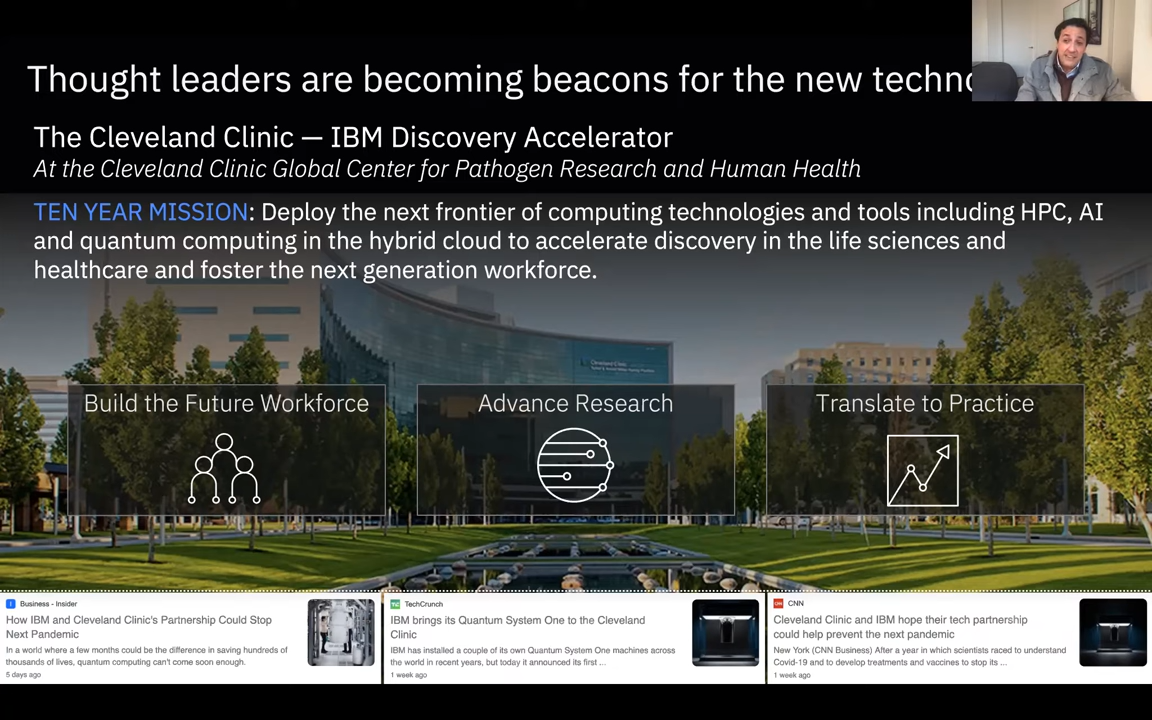 Thought leaders are becoming beacons for the new techno
The Cleveland Clinic — IBM Discovery Accelerator
At the Cleveland Clinic Global Center for Pathogen Research and Human Health
TEN YEAR MISSION: Deploy the next frontier of computing technologies and tools including HPC, AI
and quantum computing in the hybrid cloud to accelerate discovery in the life sciences and
healthcare and foster the next generation workforce.
Cleveland Clinic
Build the Future Workforce
Advance Research
Translate to Practice
Business - Insider
How IBM and Cleveland Clinic's Partnership Could Stop
Next Pandemic
In a world where a few months could be the difference in saving hundreds of
thousands of lives, quantum computing can't come soon enough.
5 days ago
TechCrunch
IBM brings its Quantum System One to the Cleveland
Clinic
IBM has installed a couple of its own Quantum System One machines across
the world in recent years, but today it announced its first ...
1 week ago
CNN
Cleveland Clinic and IBM hope their tech partnership
could help prevent the next pandemic
New York (CNN Business) After a year in which scientists raced to understand
Covid-19 and to develop treatments and vaccines to stop its ...
1 week ago